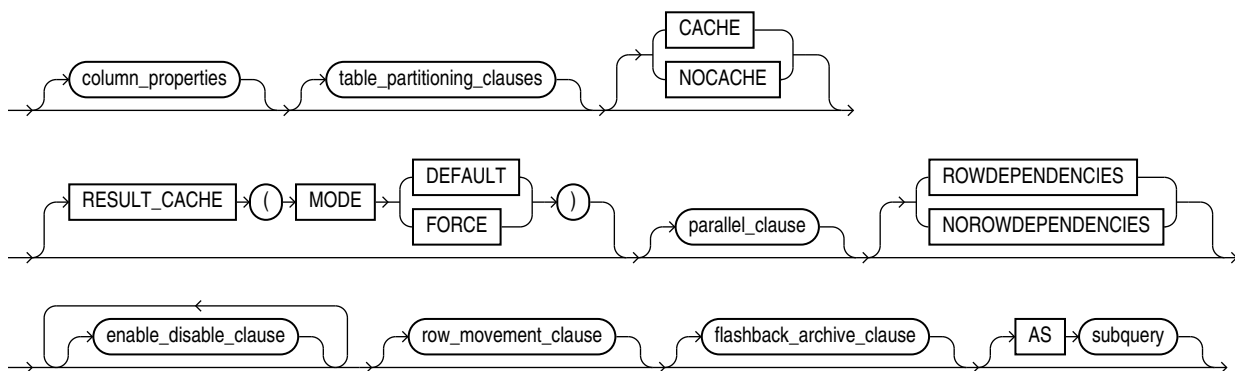 CACHE
column_properties table_partitioning_clauses NOCACHE
DEFAULT ROWDEPENDENCIES
RESULT_CACHE ( MODE )
FORCE parallel_clause NOROWDEPENDENCIES
enable_disable_clause row_movement_clause flashback_archive_clause AS subquery